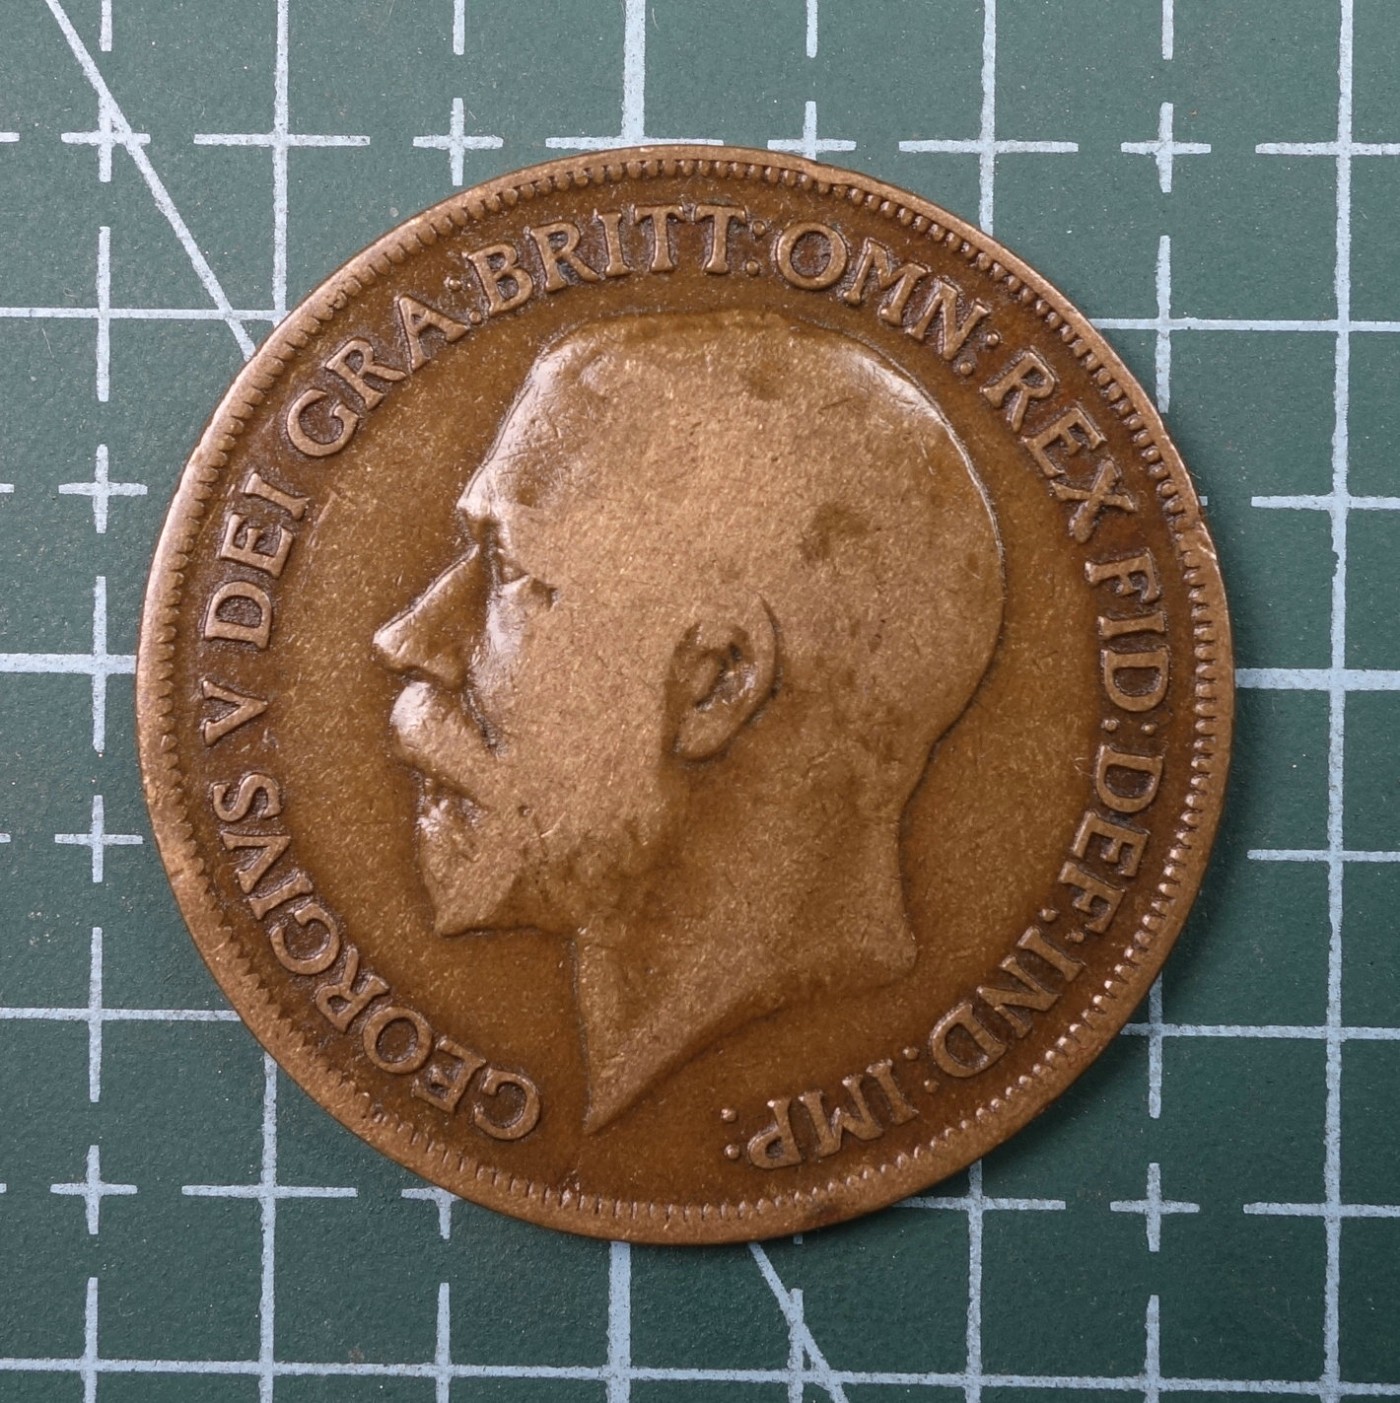 GEORGIVS V DEI GRA: BRITT: OMN: REX FID: DEF: IND: IMP: